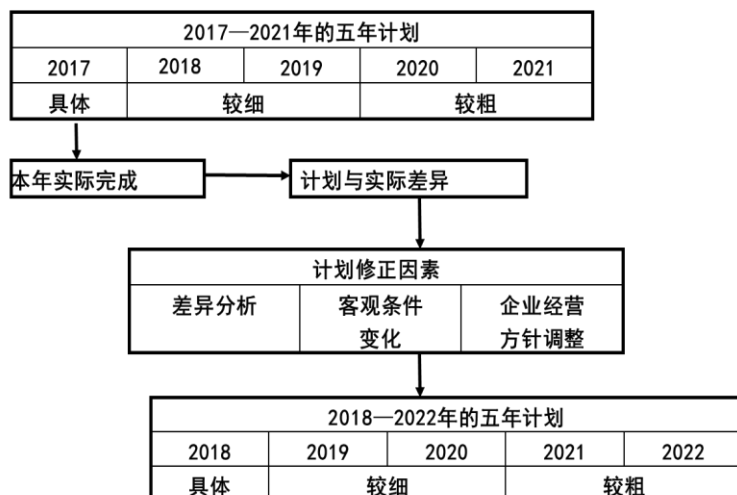 2017—2021年的五年计划
2017 2018 2019 2020 2021
具体 较细 较粗
本年实际完成 计划与实际差异
计划修正因素
差异分析 客观条件 企业经营
变化 方针调整
2018—2022年的五年计划
2018 2019 2020 2021 2022
具体 较细 较粗